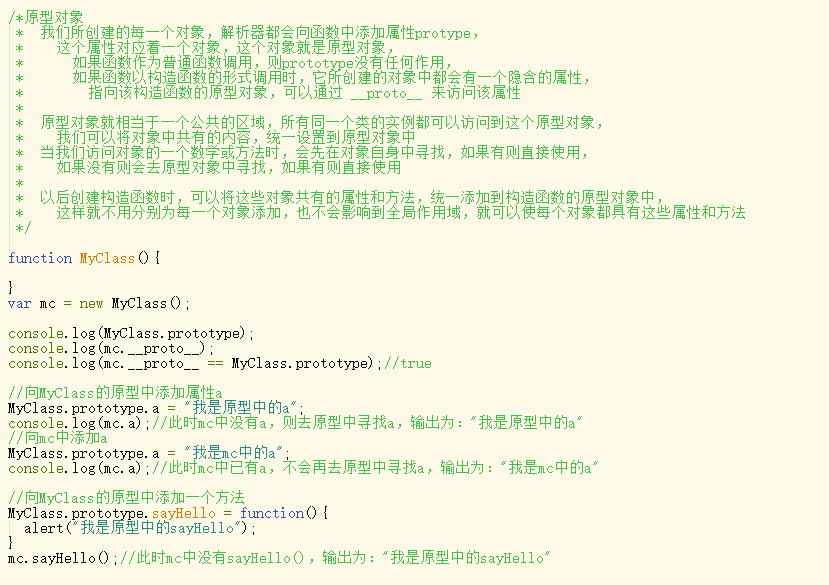 /*原型对象
*  我们所创建的每一个对象，解析器都会向函数中添加属性protype，
*    这个属性对应着一个对象，这个对象就是原型对象，
*      如果函数作为普通函数调用，则prototype没有任何作用，
*      如果函数以构造函数的形式调用时，它所创建的对象中都会有一个隐含的属性，
*        指向该构造函数的原型对象，可以通过 __proto__ 来访问该属性
*
*  原型对象就相当于一个公共的区域，所有同一个类的实例都可以访问到这个原型对象，
*    我们可以将对象中共有的内容，统一设置到原型对象中
*  当我们访问对象的一个数学或方法时，会先在对象自身中寻找，如果有则直接使用，
*    如果没有则会去原型对象中寻找，如果有则直接使用
*
*  以后创建构造函数时，可以将这些对象共有的属性和方法，统一添加到构造函数的原型对象中，
*    这样就不用分别为每一个对象添加，也不会影响到全局作用域，就可以使每个对象都具有这些属性和方法
*/
function MyClass(){
}
var mc = new MyClass();
console.log(MyClass.prototype);
console.log(mc.__proto__);
console.log(mc.__proto__ == MyClass.prototype);//true
//向MyClass的原型中添加属性a
MyClass.prototype.a = "我是原型中的a";
console.log(mc.a);//此时mc中没有a，则去原型中寻找a，输出为："我是原型中的a"
//向mc中添加a
MyClass.prototype.a = "我是mc中的a";
console.log(mc.a);//此时mc中已有a，不会再去原型中寻找a，输出为："我是mc中的a"
//向MyClass的原型中添加一个方法
MyClass.prototype.sayHello = function(){
  alert("我是原型中的sayHello");
}
mc.sayHello();//此时mc中没有sayHello()，输出为："我是原型中的sayHello"